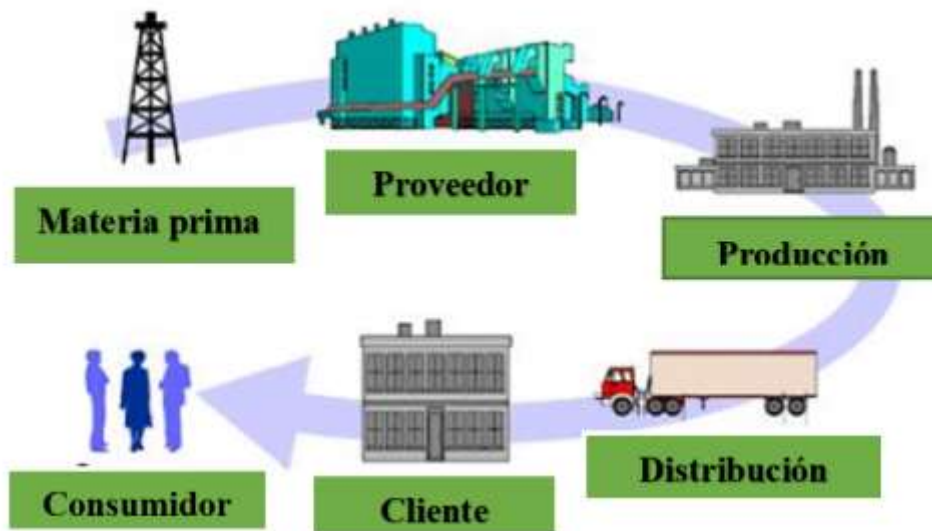 Materia prima
Proveedor
Producción
Distribución
Cliente
Consumidor